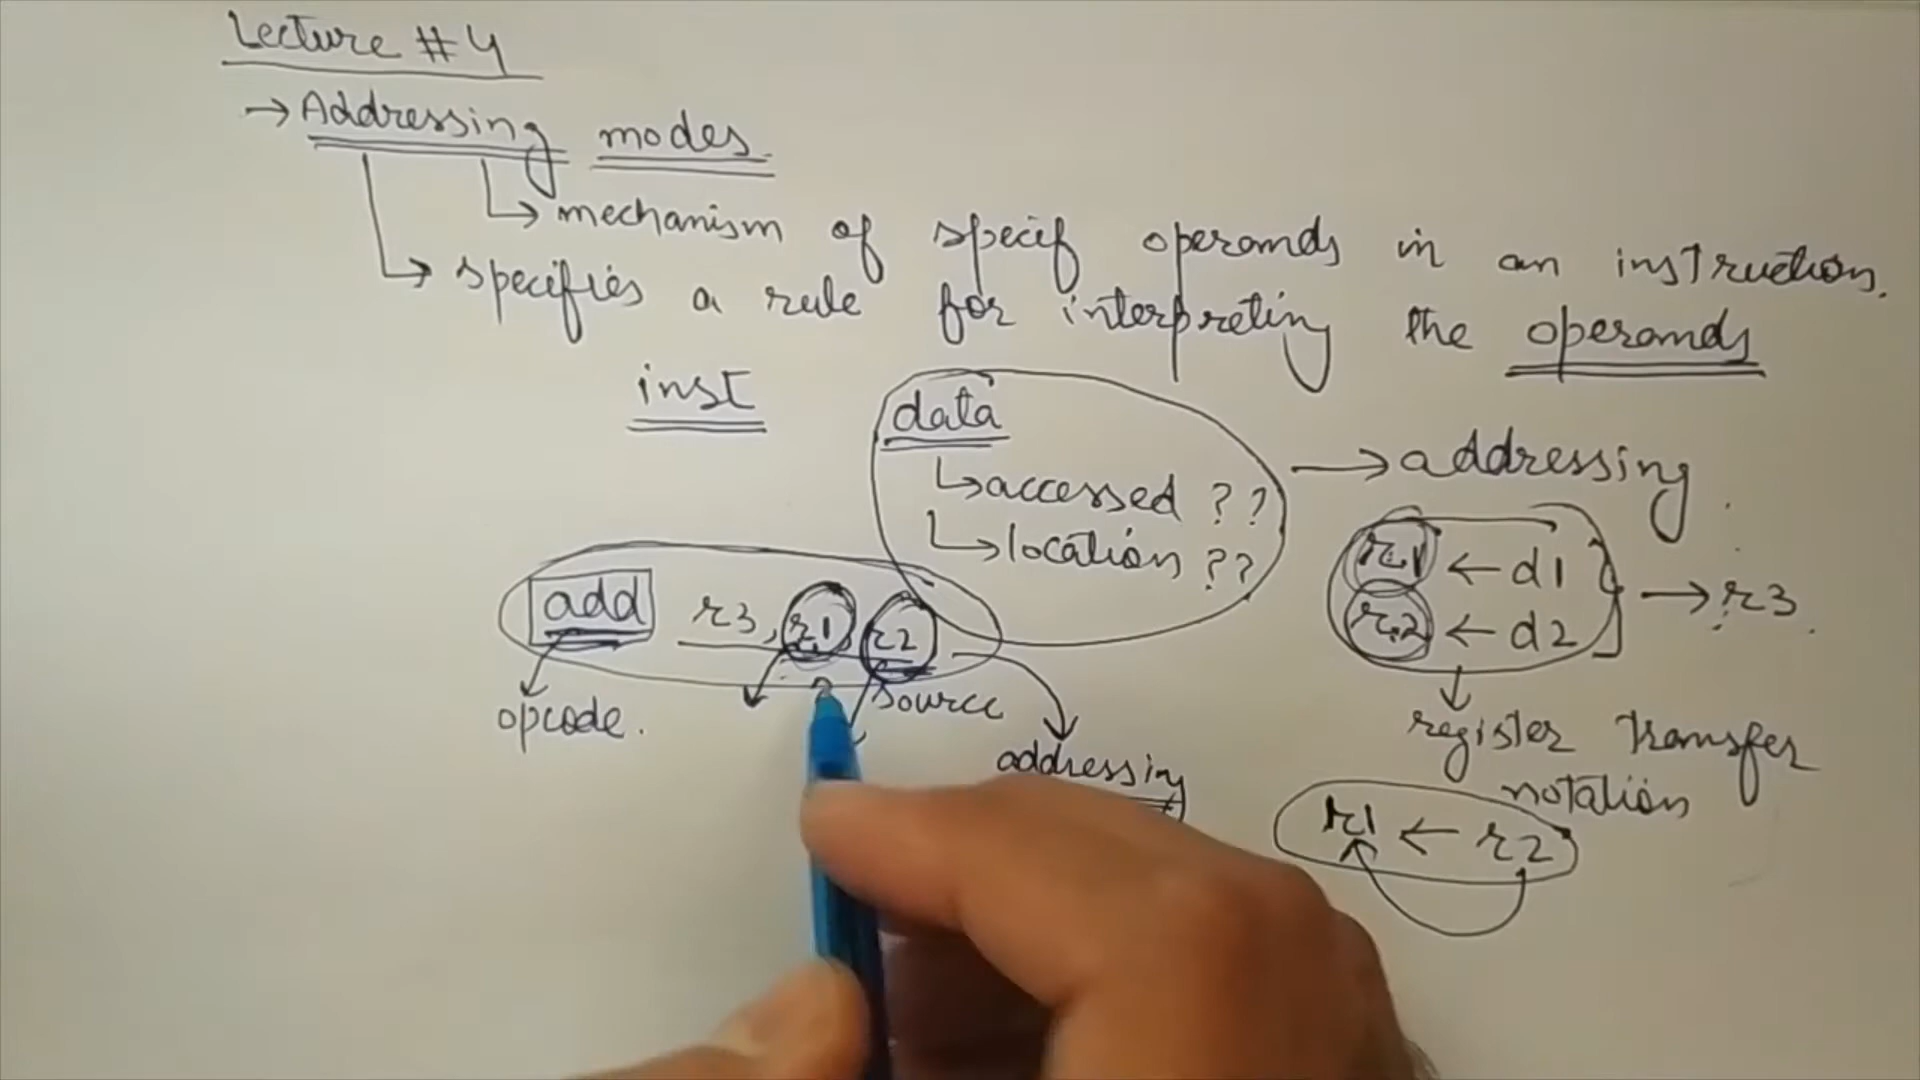 Lecture #4
→ Addressing modes.
↳ mechanism of specif operands in an instruction.
↳ specifies a rule for interpreting the operands
inst
data
↳ accessed ??
↳ location ??
→ addressing
add r3, r1 r2
opcode.
source
addressing
r1 ← d1
r2 ← d2
→ r3
register Transfer
notation
r1 ← r2